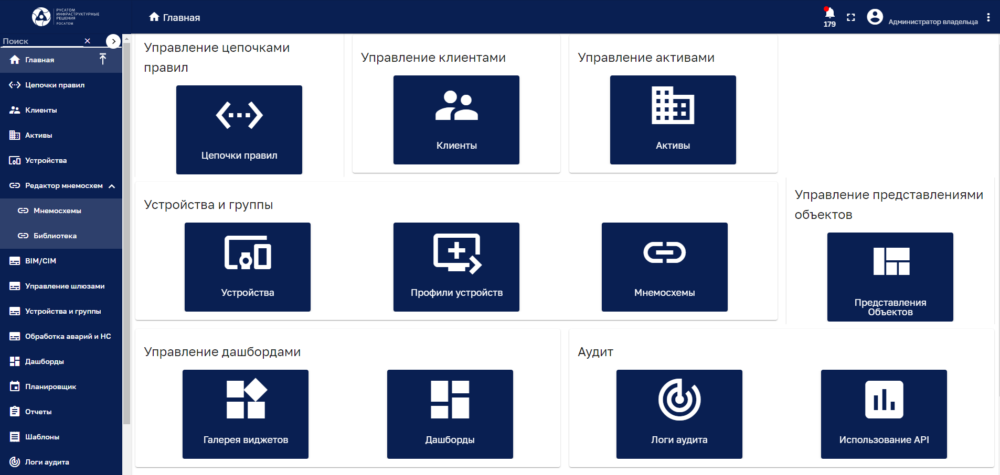 РУСАТОМ
ИНФРАСТРУКТУРНЫЕ
РЕШЕНИЯ
РОСАТОМ
Главная
179
Администратор владельца
Поиск
Главная
Цепочки правил
Клиенты
Активы
Устройства
Редактор мнемосхем
Мнемосхемы
Библиотека
BIM/CIM
Управление шлюзами
Устройства и группы
Обработка аварий и НС
Дашборды
Планировщик
Отчеты
Шаблоны
Логи аудита
Управление цепочками
правил
Цепочки правил
Управление клиентами
Клиенты
Управление активами
Активы
Устройства и группы
Устройства
Профили устройств
Мнемосхемы
Управление представлениями
объектов
Представления
Объектов
Управление дашбордами
Галерея виджетов
Дашборды
Аудит
Логи аудита
Использование API